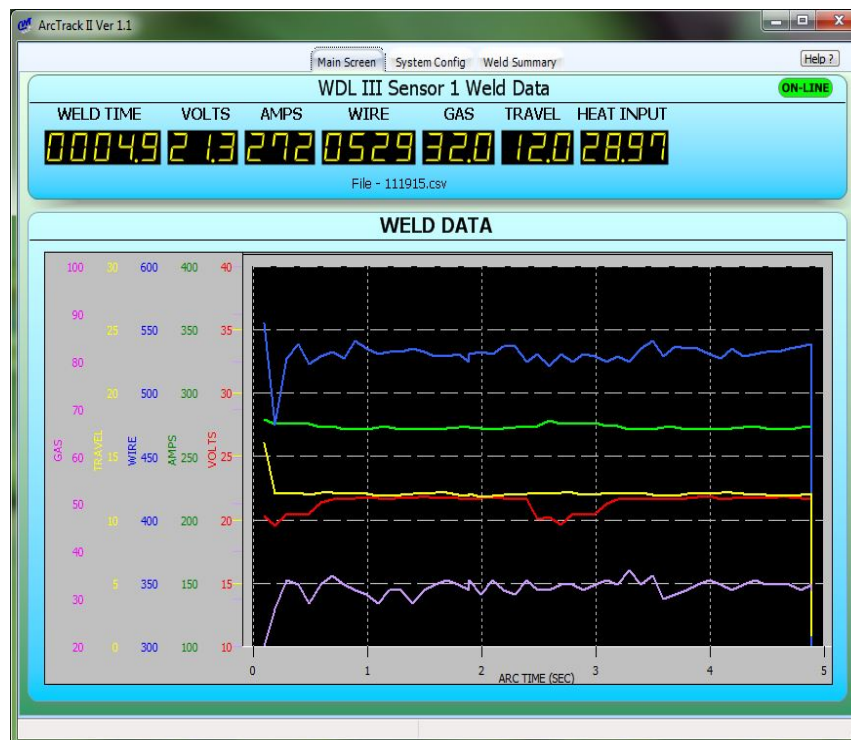 ArcTrack II Ver 1.1
Main Screen System Config Weld Summary Help ?
WDL III Sensor 1 Weld Data ON-LINE
WELD TIME VOLTS AMPS WIRE GAS TRAVEL HEAT INPUT
0004.9 21.3 272 0529 32.0 12.0 28.97
File - 111915.csv
WELD DATA
100 30 600 400 40
90 25 550 350 35
80 20 500 300 30
70
GAS TRAVEL WIRE AMPS VOLTS
60 15 450 250 25
50 10 400 200 20
40 5 350 150 15
30
20 0 300 100 10
0 1 2 3 4 5
ARC TIME (SEC)